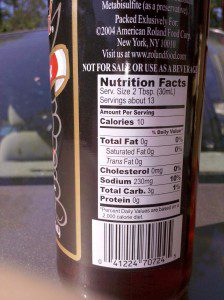 Metabisulfite (as a preservative)
Packed Exlusively For:
©2004 American Roland Food Corp.
New York, NY 10010
Visit us at www.rolandfood.com
NOT FOR SALE OR USE AS A BEVERAGE
Nutrition Facts
Serv. Size 2 Tbsp. (30mL)
Servings about 13
Amount Per Serving
Calories 10
% Daily Value*
Total Fat 0g 0%
Saturated Fat 0g 0%
Trans Fat 0g
Cholesterol 0mg 0%
Sodium 230mg 10%
Total Carb. 3g 1%
Protein 0g
*Percent Daily Values are based on a
2,000 calorie diet.
0 41224 70724